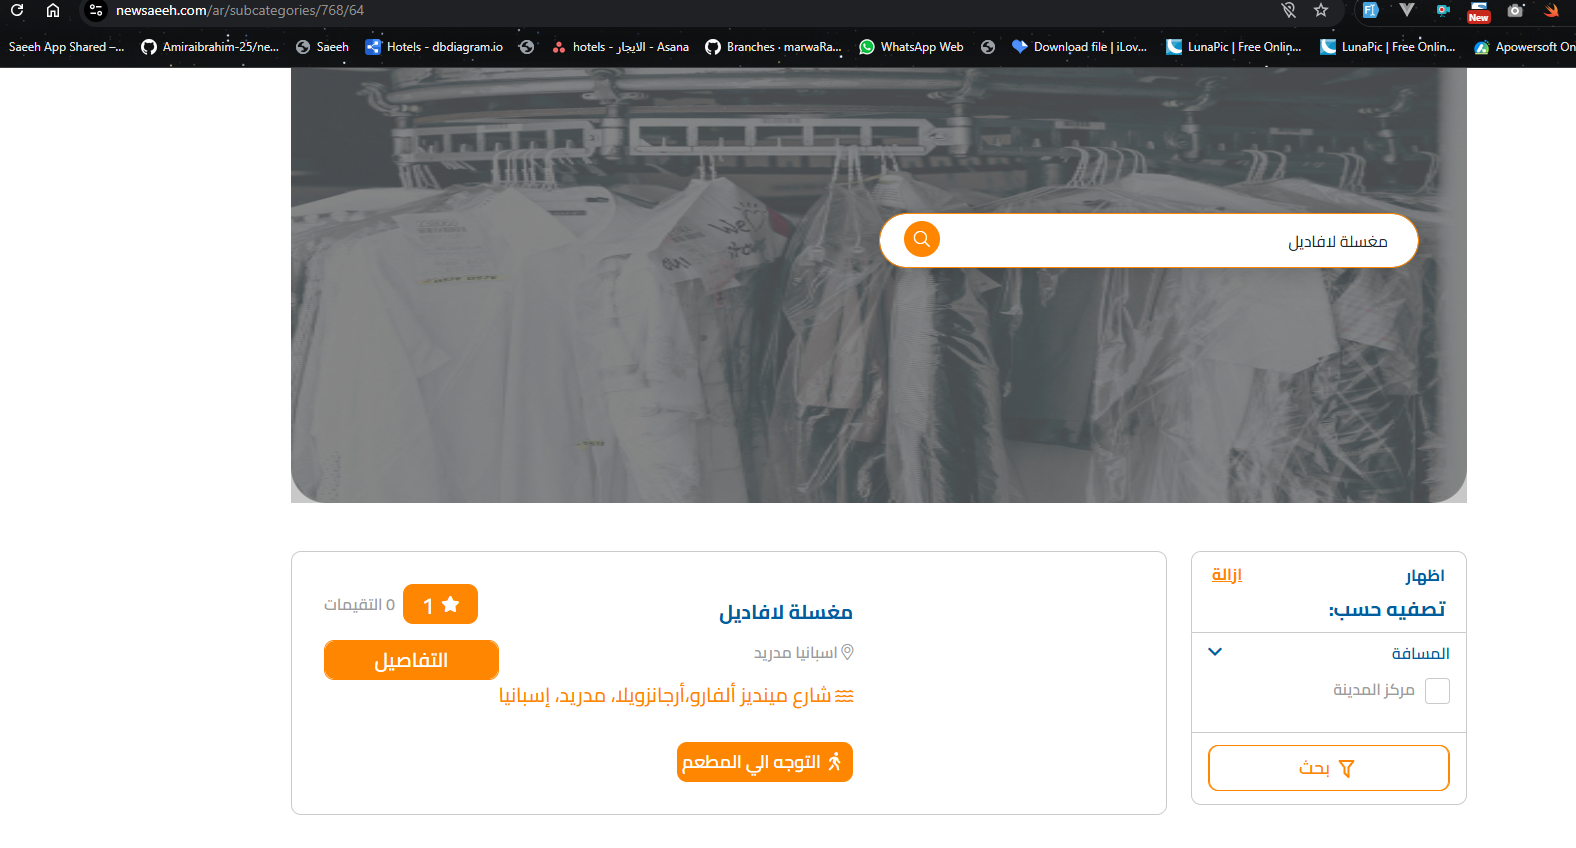 newsaeeh.com/ar/subcategories/768/64
New
Saeeh App Shared –...
Amiraibrahim-25/ne...
Saeeh
Hotels - dbdiagram.io
hotels - الايجار - Asana
Branches · marwaRa...
WhatsApp Web
Download file | iLov...
LunaPic | Free Onlin...
LunaPic | Free Onlin...
Apowersoft On
مغسلة لافاديل
اظهار
ازالة
تصفيه حسب:
المسافة
مركز المدينة
بحث
مغسلة لافاديل
اسبانيا مدريد
شارع مينديز ألفارو،أرجانزويلا، مدريد، إسبانيا
التوجه الي المطعم
1
0 التقيمات
التفاصيل